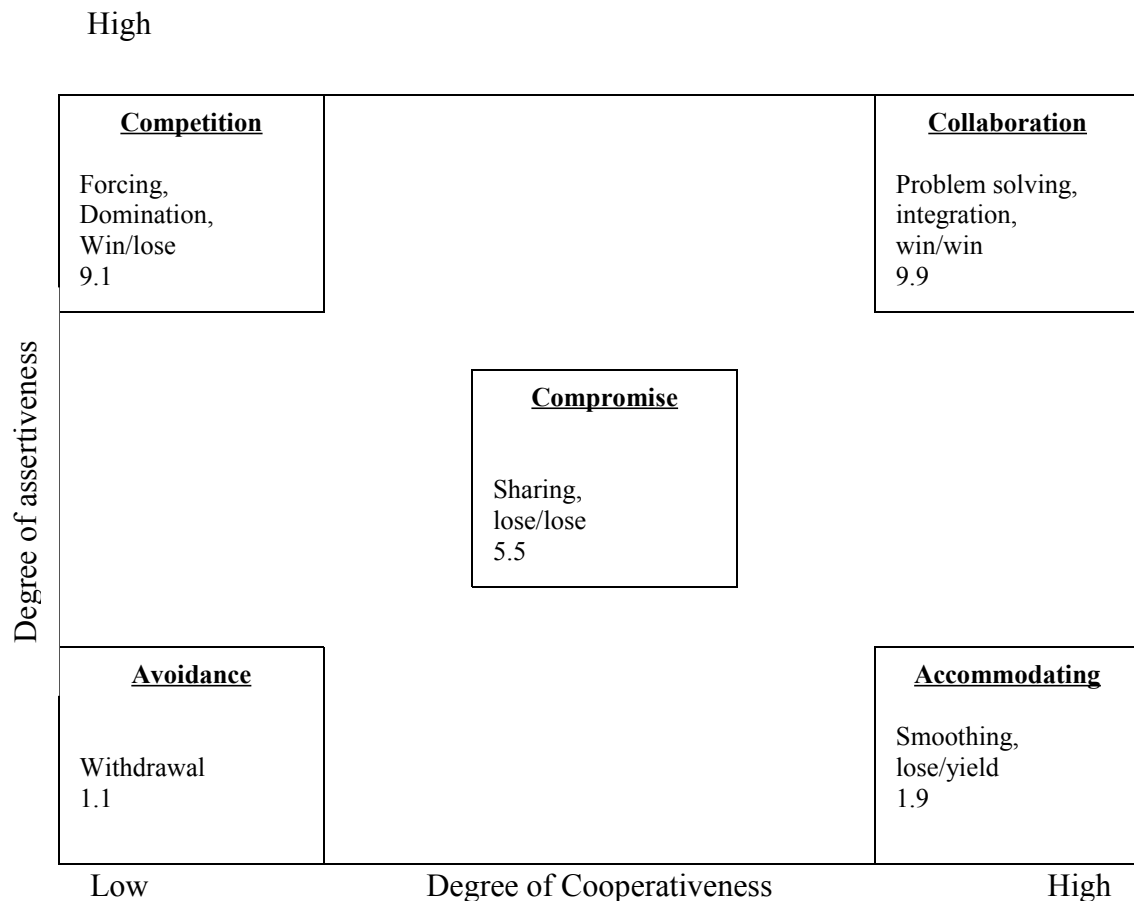 High
Competition
Forcing,
Domination,
Win/lose
9.1
Collaboration
Problem solving,
integration,
win/win
9.9
Degree of assertiveness
Compromise
Sharing,
lose/lose
5.5
Avoidance
Withdrawal
1.1
Accommodating
Smoothing,
lose/yield
1.9
Low
Degree of Cooperativeness
High